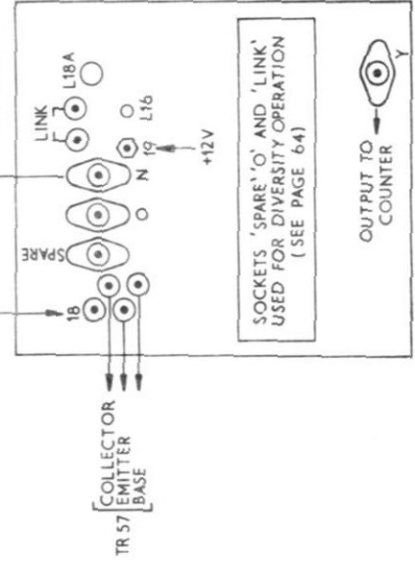 LINK
L18A
L16
19
+12V
N
O
SPARE
18
TR 57
COLLECTOR
EMITTER
BASE
SOCKETS 'SPARE' 'O' AND 'LINK'
USED FOR DIVERSITY OPERATION
(SEE PAGE 64)
OUTPUT TO
COUNTER
Y